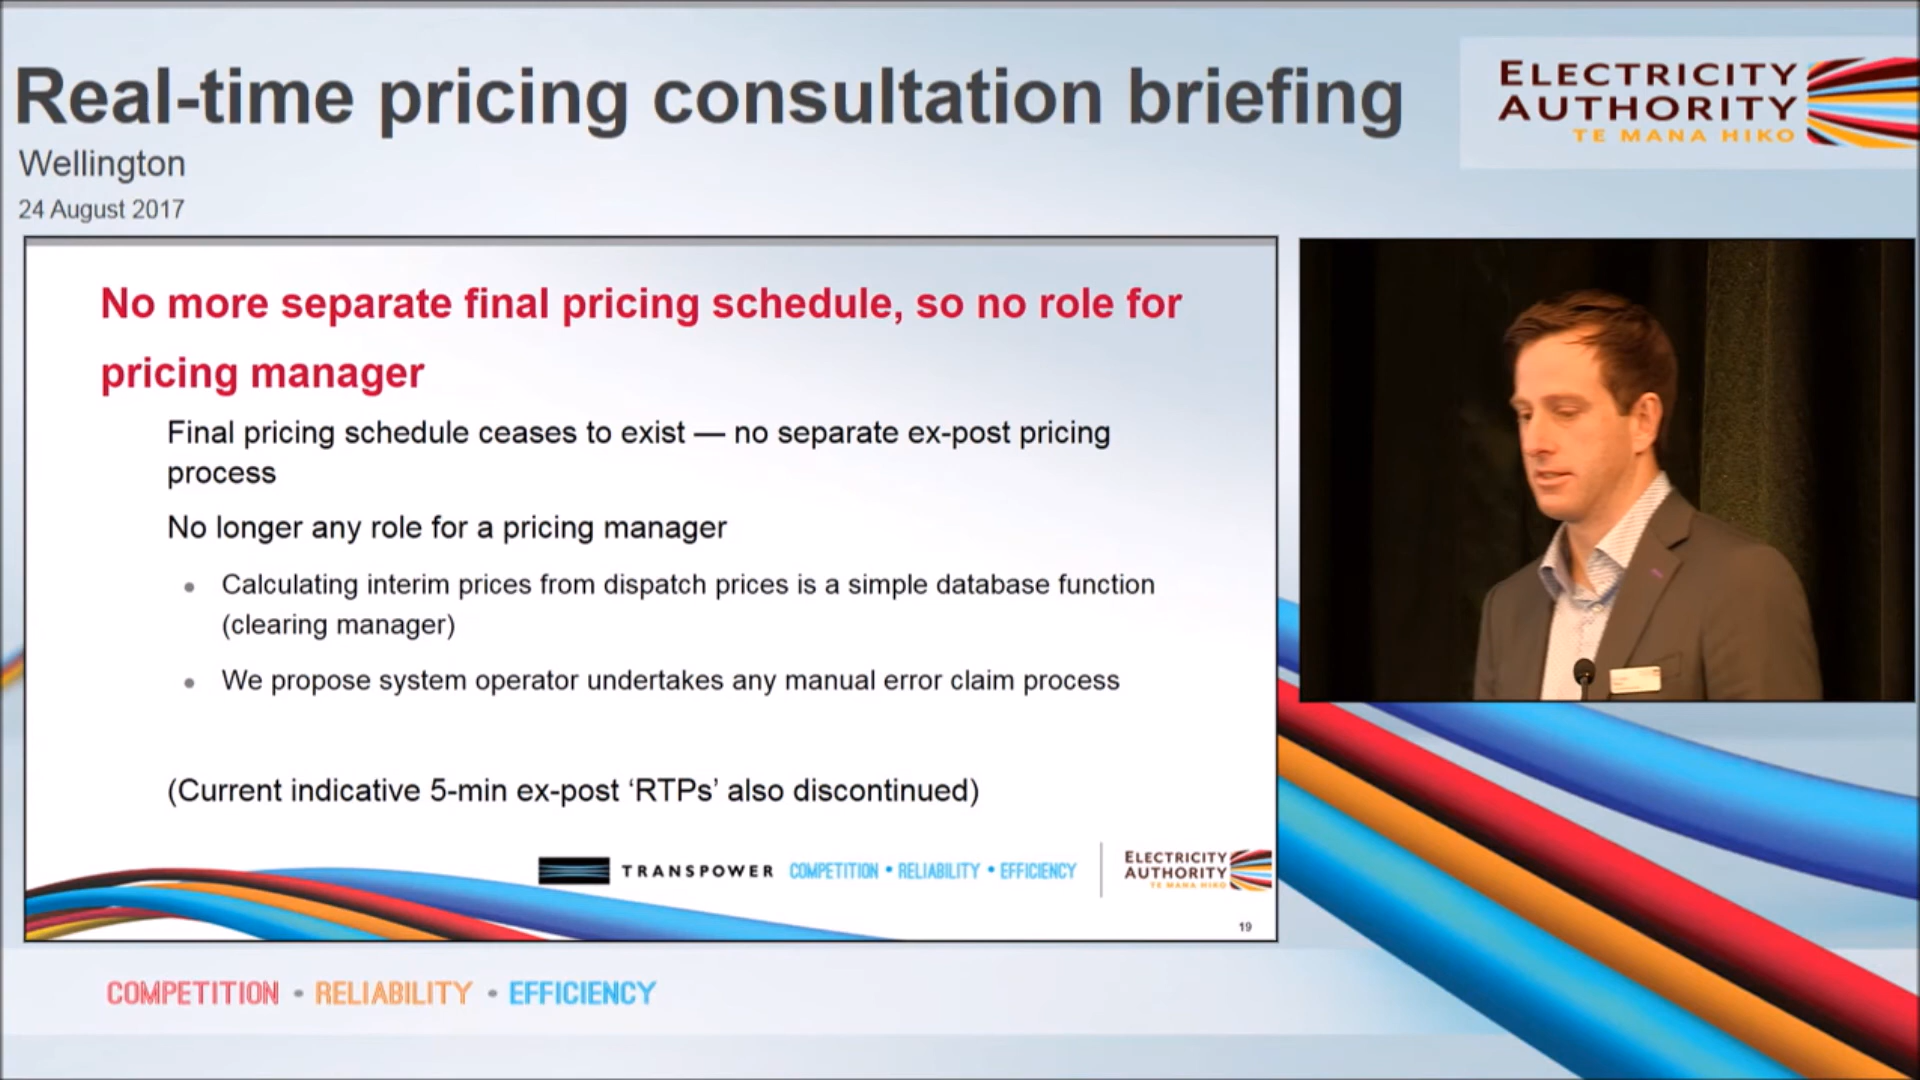 Real-time pricing consultation briefing
Wellington
24 August 2017
ELECTRICITY
AUTHORITY
TE MANA HIKO
No more separate final pricing schedule, so no role for
pricing manager
Final pricing schedule ceases to exist — no separate ex-post pricing
process
No longer any role for a pricing manager
• Calculating interim prices from dispatch prices is a simple database function
(clearing manager)
• We propose system operator undertakes any manual error claim process
(Current indicative 5-min ex-post ‘RTPs’ also discontinued)
TRANSPOWER COMPETITION • RELIABILITY • EFFICIENCY
ELECTRICITY
AUTHORITY
TE MANA HIKO
19
COMPETITION • RELIABILITY • EFFICIENCY